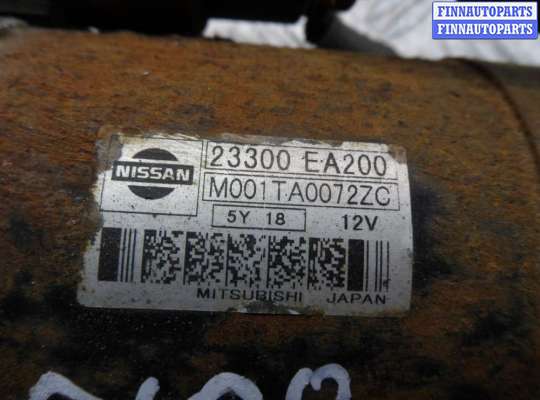 FINNAUTOPARTS
FINNAUTOPARTS
NISSAN
23300 EA200
M001TA0072ZC
5Y 18 12V
MITSUBISHI JAPAN